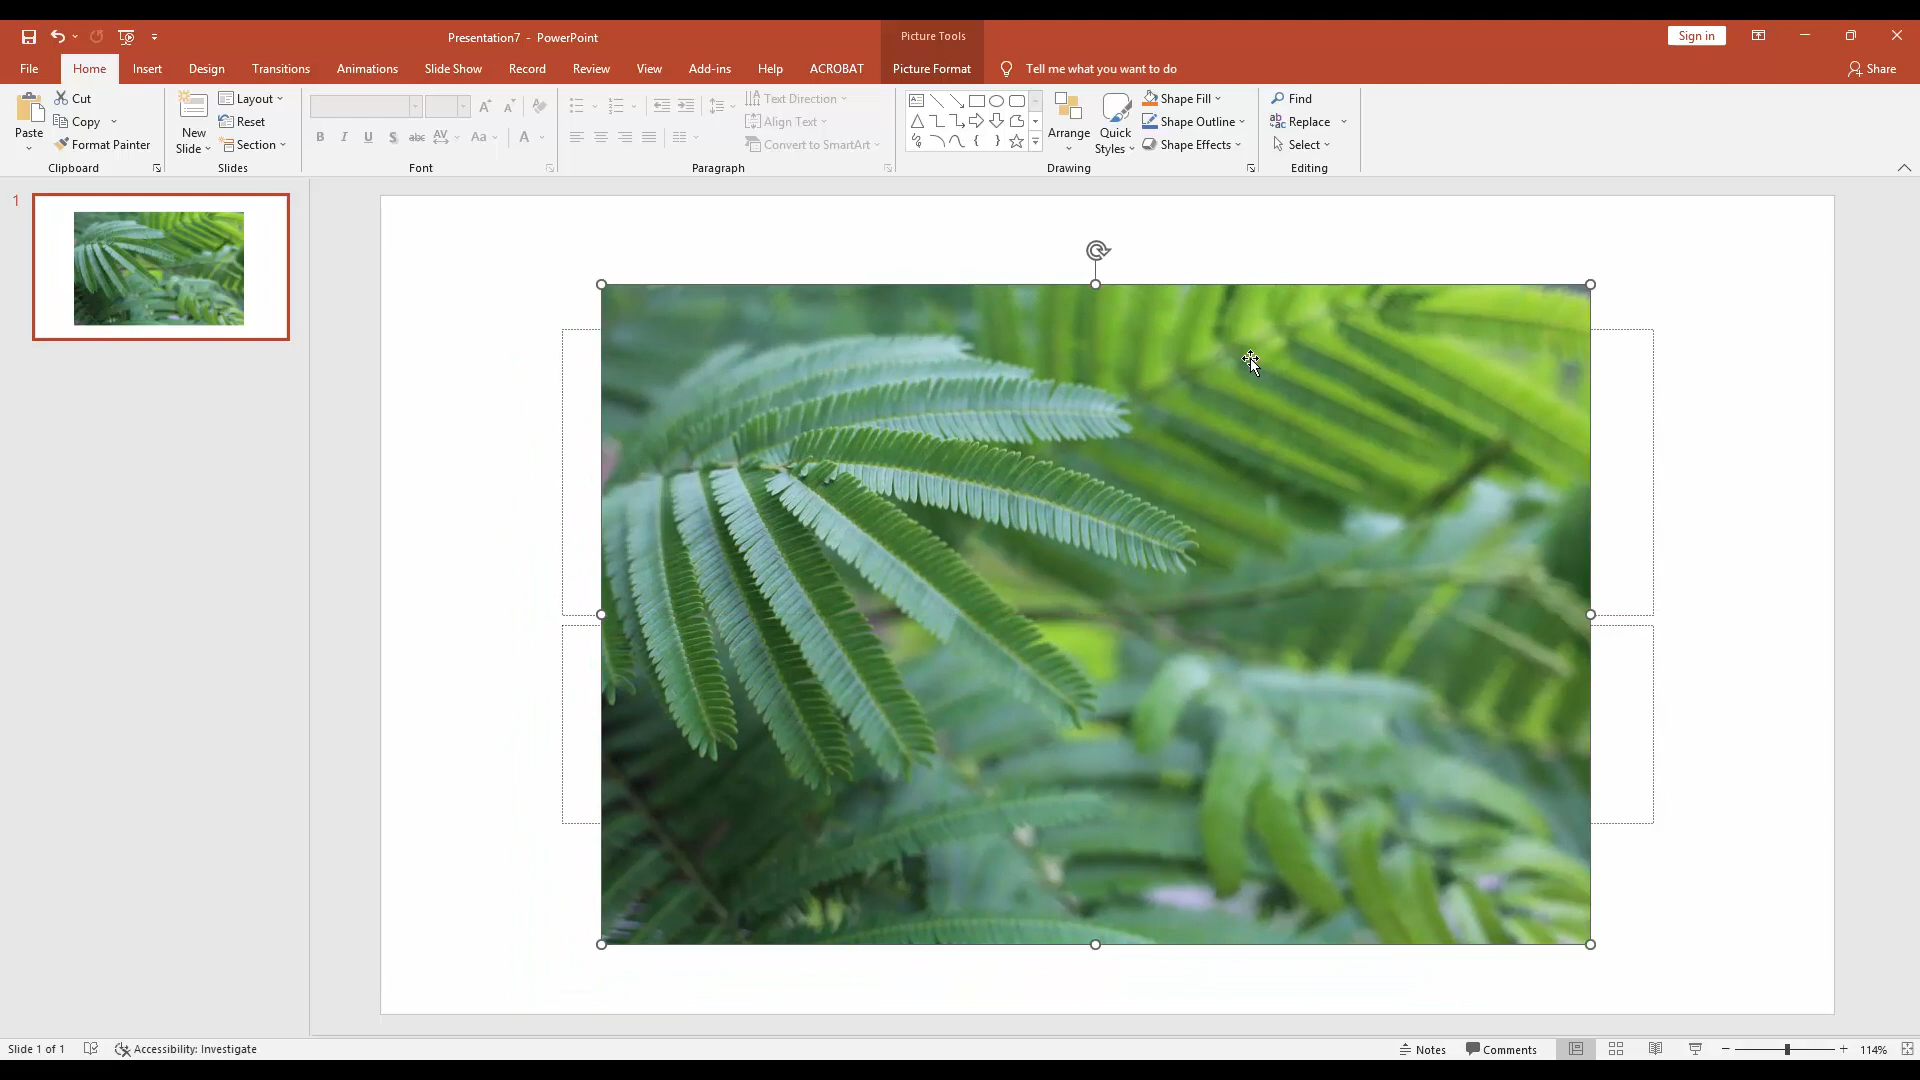 Presentation7 - PowerPoint
Picture Tools
Sign in
File Home Insert Design Transitions Animations Slide Show Record Review View Add-ins Help ACROBAT Picture Format Tell me what you want to do Share
Paste
Cut
Copy
Format Painter
Clipboard
New
Slide
Layout
Reset
Section
Slides
B I U S abc AV Aa A
Font
Text Direction
Align Text
Convert to SmartArt
Paragraph
Arrange
Quick
Styles
Shape Fill
Shape Outline
Shape Effects
Drawing
Find
Replace
Select
Editing
1
Slide 1 of 1 Accessibility: Investigate Notes Comments 114%